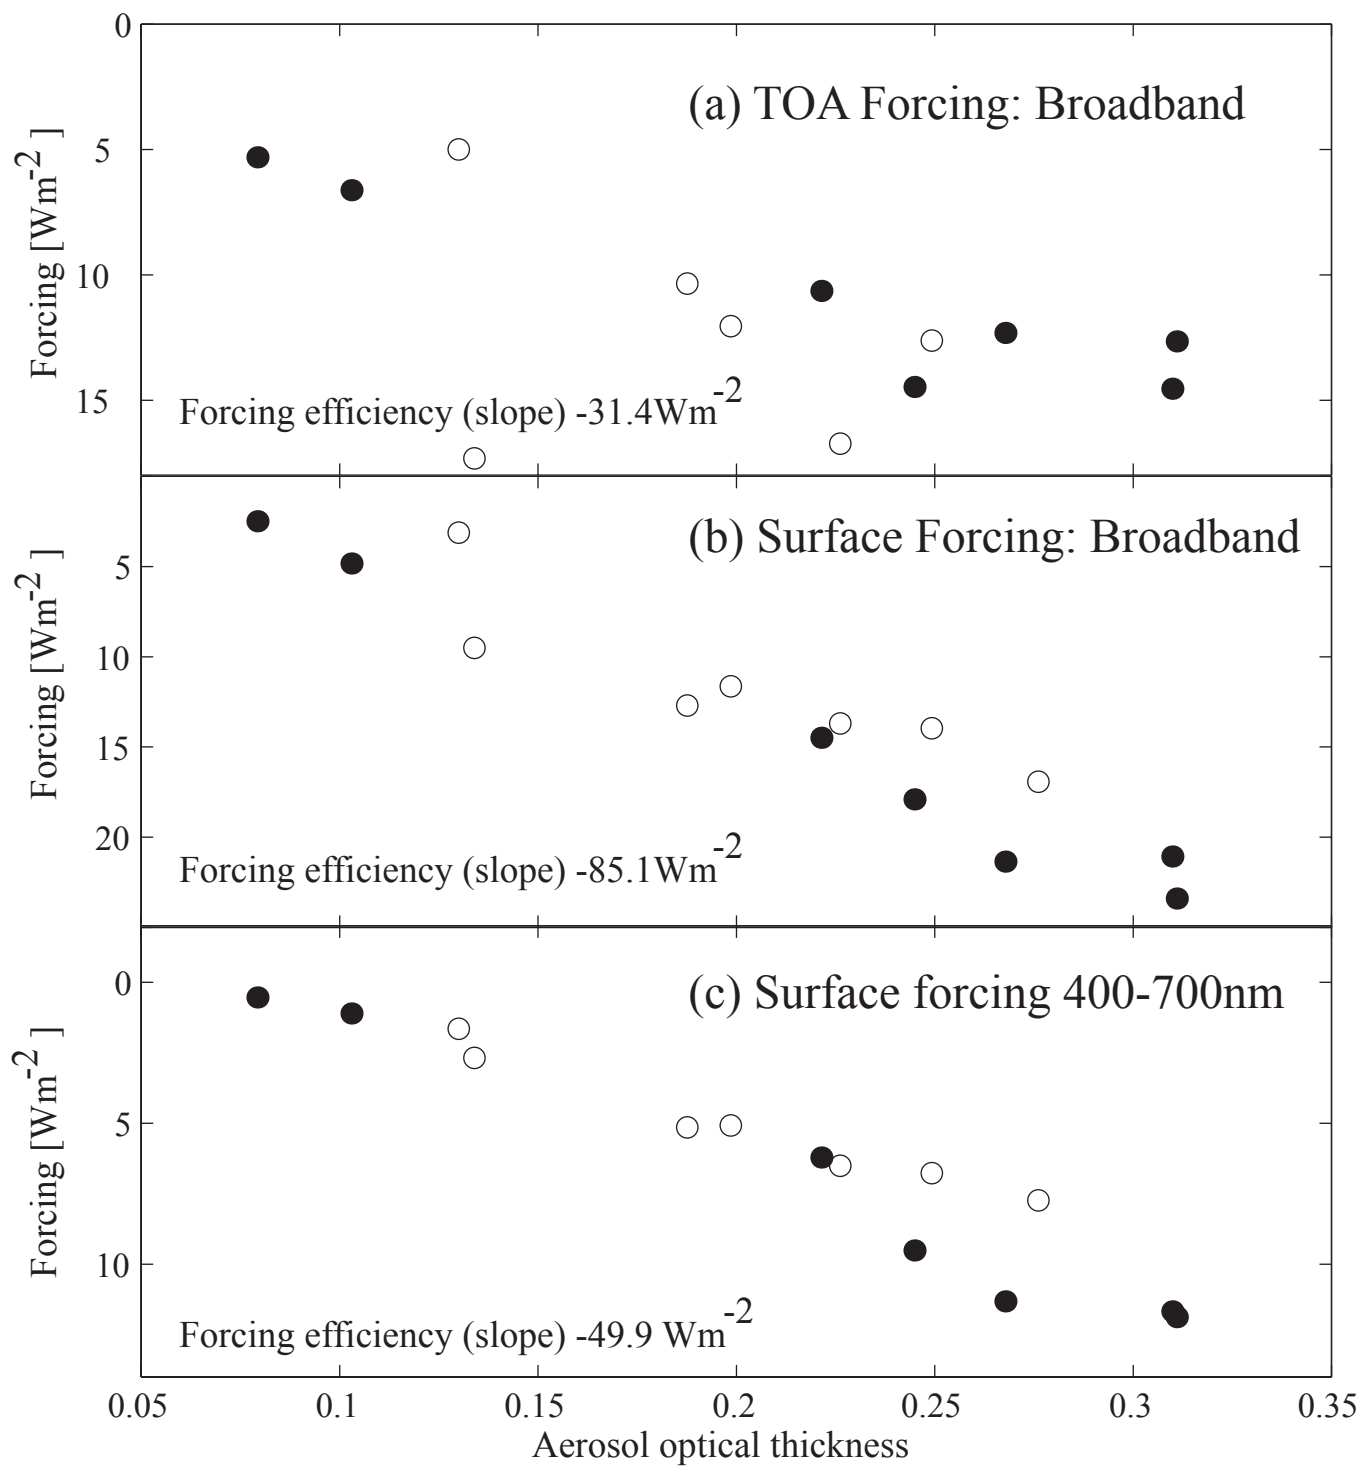 0
(a) TOA Forcing: Broadband
5
10
15
Forcing [Wm-2 ]
Forcing efficiency (slope) -31.4Wm-2
(b) Surface Forcing: Broadband
5
10
15
20
Forcing [Wm-2 ]
Forcing efficiency (slope) -85.1Wm-2
(c) Surface forcing 400-700nm
0
5
10
Forcing [Wm-2 ]
Forcing efficiency (slope) -49.9 Wm-2
0.05 0.1 0.15 0.2 0.25 0.3 0.35
Aerosol optical thickness